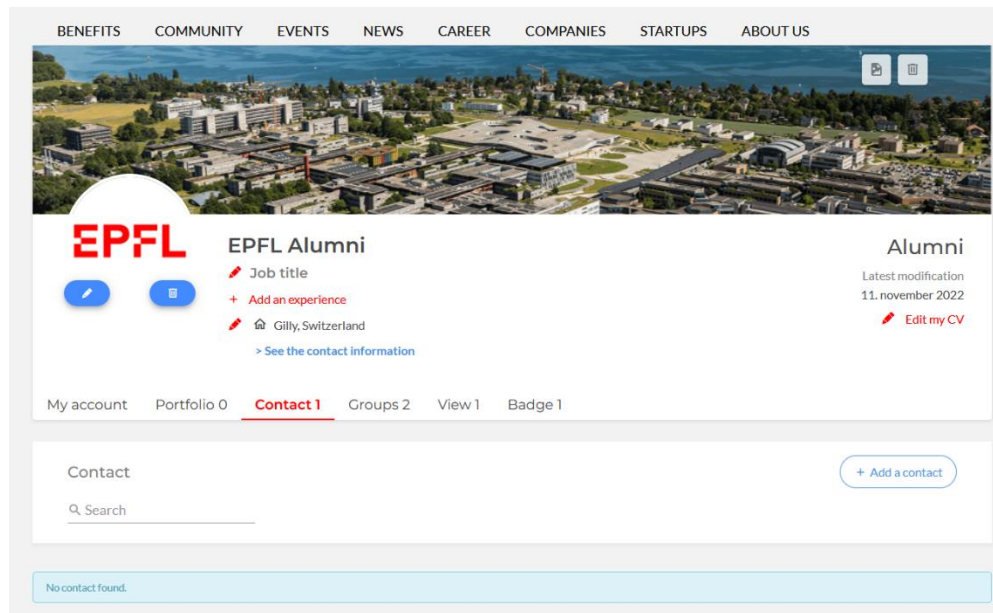 BENEFITS COMMUNITY EVENTS NEWS CAREER COMPANIES STARTUPS ABOUT US
EPFL
EPFL Alumni
Job title
+ Add an experience
Gilly, Switzerland
> See the contact information
Alumni
Latest modification
11. november 2022
Edit my CV
My account Portfolio 0 Contact 1 Groups 2 View 1 Badge 1
Contact
+ Add a contact
Search
No contact found.